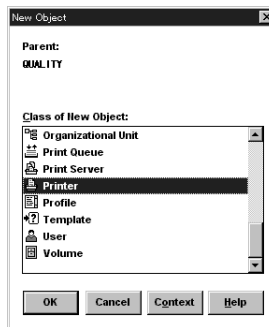 New Object
Parent:
QUALITY
Class of New Object:
Organizational Unit
Print Queue
Print Server
Printer
Profile
Template
User
Volume
OK
Cancel
Context
Help